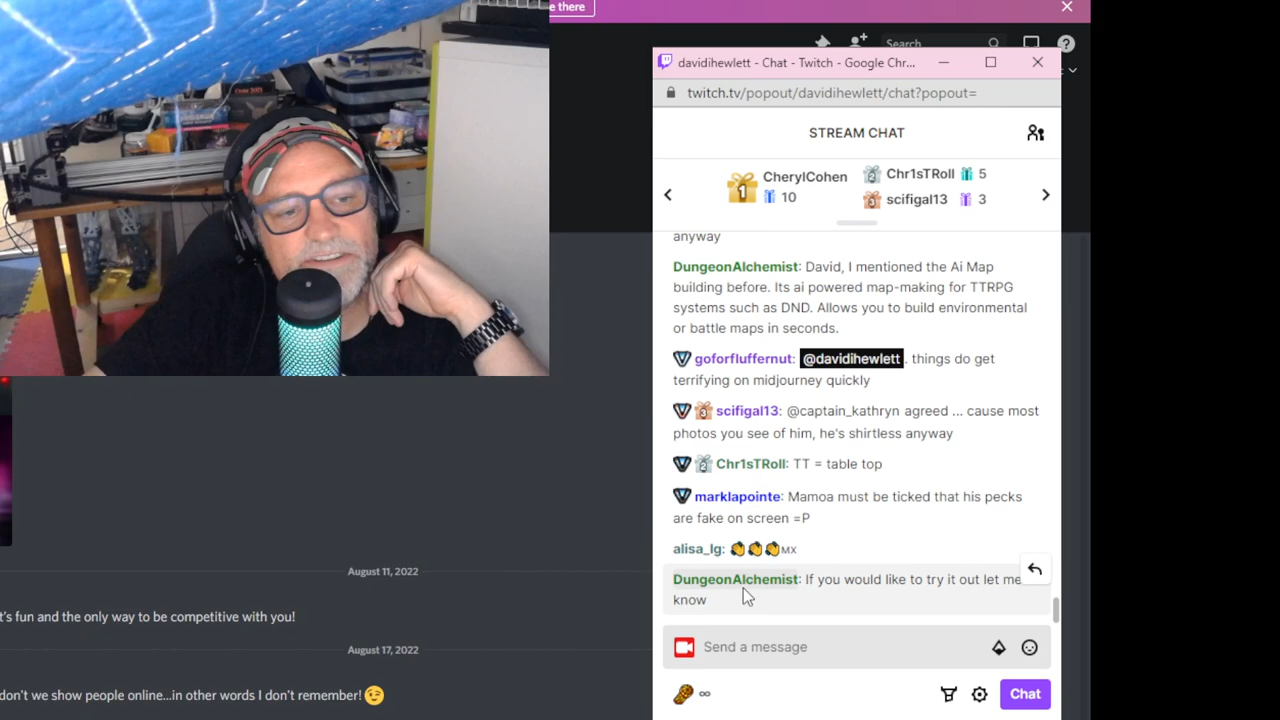 e there
Search
davidihewlett - Chat - Twitch - Google Chr...
twitch.tv/popout/davidihewlett/chat?popout=
STREAM CHAT
1 CherylCohen 10
2 Chr1sTRoll 5
3 scifigal13 3
anyway
DungeonAlchemist: David, I mentioned the Ai Map
building before. Its ai powered map-making for TTRPG
systems such as DND. Allows you to build environmental
or battle maps in seconds.
goforfluffernut: @davidihewlett . things do get
terrifying on midjourney quickly
3 scifigal13: @captain_kathryn agreed ... cause most
photos you see of him, he's shirtless anyway
2 Chr1sTRoll: TT = table top
marklapointe: Mamoa must be ticked that his pecks
are fake on screen =P
alisa_lg: 👏👏👏MX
DungeonAlchemist: If you would like to try it out let me
know
Send a message
∞
Chat
August 11, 2022
t's fun and the only way to be competitive with you!
August 17, 2022
don't we show people online...in other words I don't remember! 😉